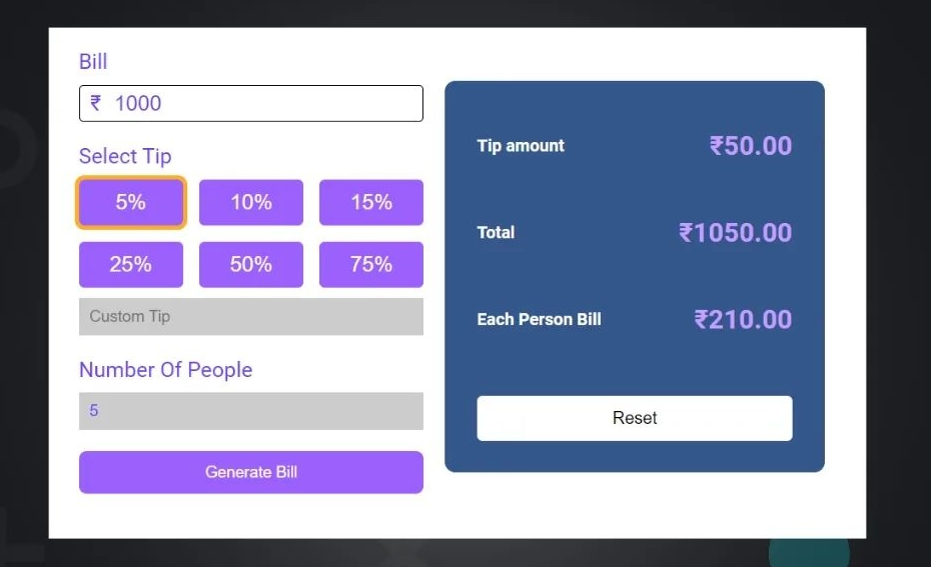 Bill
₹ 1000
Select Tip
5% 10% 15%
25% 50% 75%
Custom Tip
Number Of People
5
Generate Bill
Tip amount ₹50.00
Total ₹1050.00
Each Person Bill ₹210.00
Reset